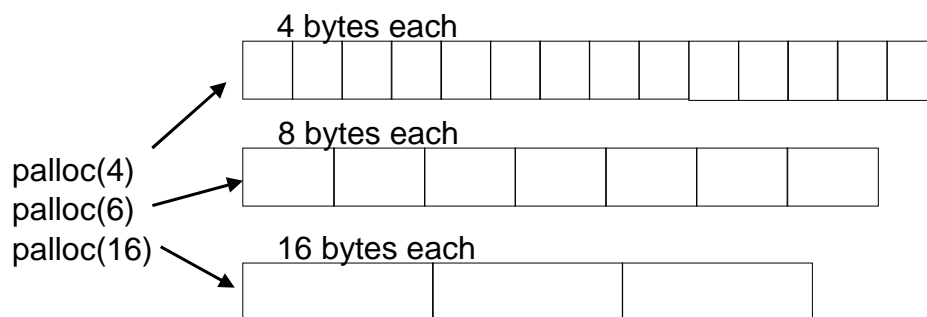 4 bytes each
8 bytes each
palloc(4)
palloc(6)
palloc(16)
16 bytes each